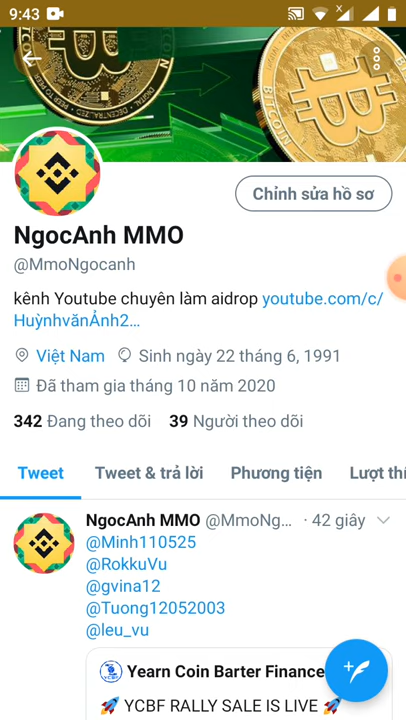 9:43
Chỉnh sửa hồ sơ
NgocAnh MMO
@MmoNgocanh
kênh Youtube chuyên làm aidrop youtube.com/c/
HuỳnhvănẢnh2...
Việt Nam Sinh ngày 22 tháng 6, 1991
Đã tham gia tháng 10 năm 2020
342 Đang theo dõi 39 Người theo dõi
Tweet Tweet & trả lời Phương tiện Lượt thí
NgocAnh MMO @MmoNg... · 42 giây
@Minh110525
@RokkuVu
@gvina12
@Tuong12052003
@leu_vu
Yearn Coin Barter Finance
🚀 YCBF RALLY SALE IS LIVE 🚀